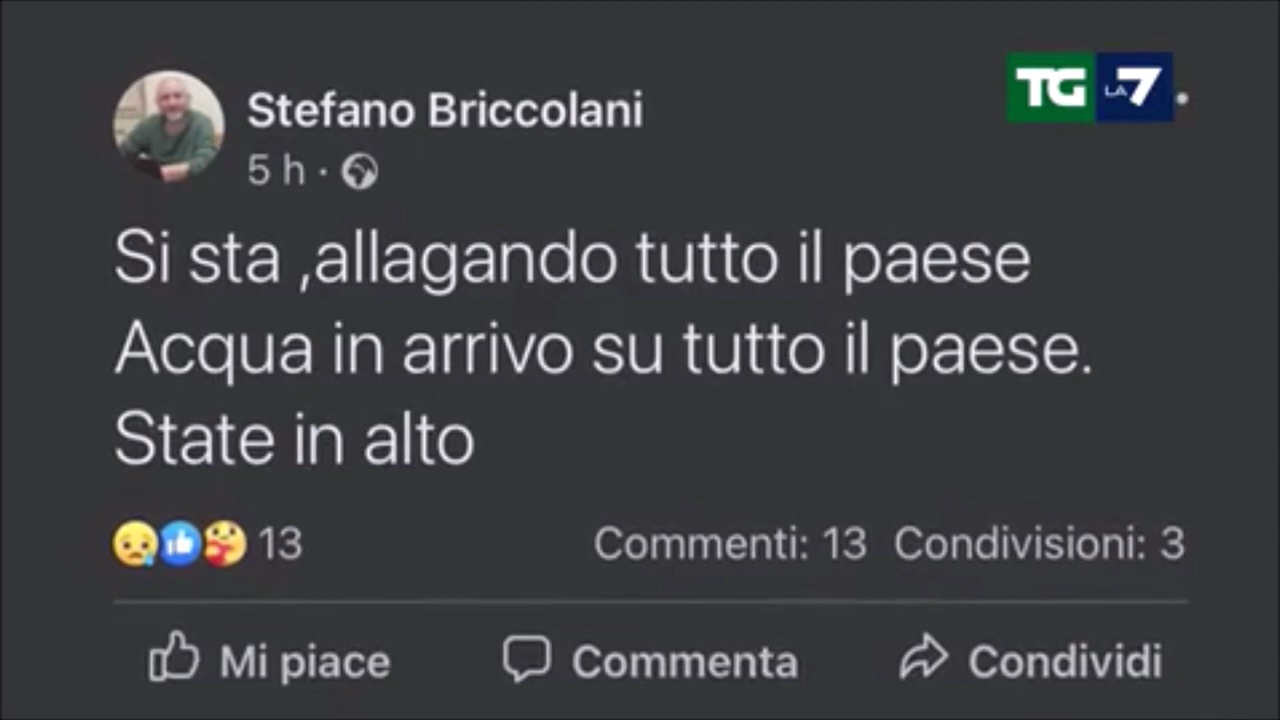 Stefano Briccolani
TG LA7
5 h ·
Si sta ,allagando tutto il paese
Acqua in arrivo su tutto il paese.
State in alto
13
Commenti: 13 Condivisioni: 3
Mi piace Commenta Condividi